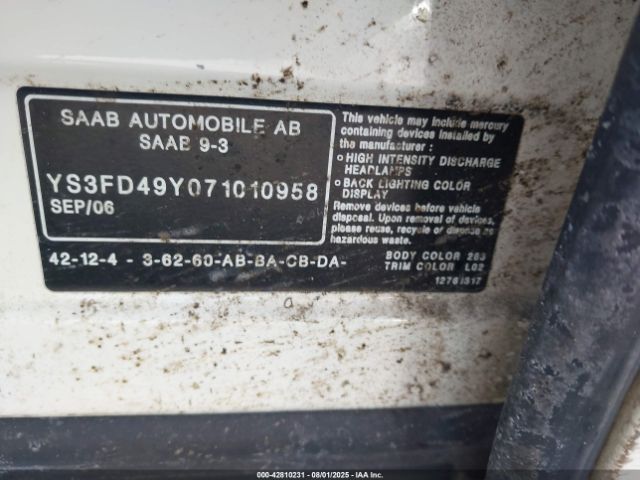 SAAB AUTOMOBILE AB
SAAB 9-3
YS3FD49Y071010958
SEP/06
42-12-4 - 3-62-60-AB-BA-CB-DA-
This vehicle may include mercury
containing devices installed by
the manufacturer:
o HIGH INTENSITY DISCHARGE
HEADLAMPS
o BACK LIGHTING COLOR
DISPLAY
Remove devices before vehicle
disposal. Upon removal of devices,
please reuse, recycle or dispose as
hazardous waste.
BODY COLOR 263
TRIM COLOR L02
000-42810231 - 08/01/2025 - IAA Inc.